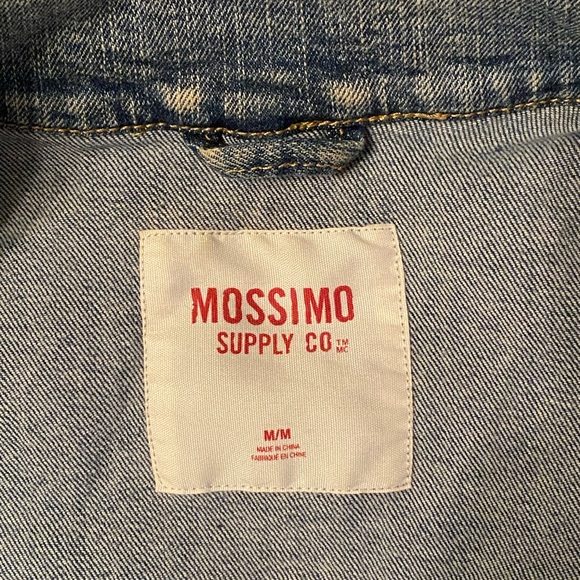 MOSSIMO
SUPPLY CO TM MC
M/M
MADE IN CHINA
FABRIQUÉ EN CHINE